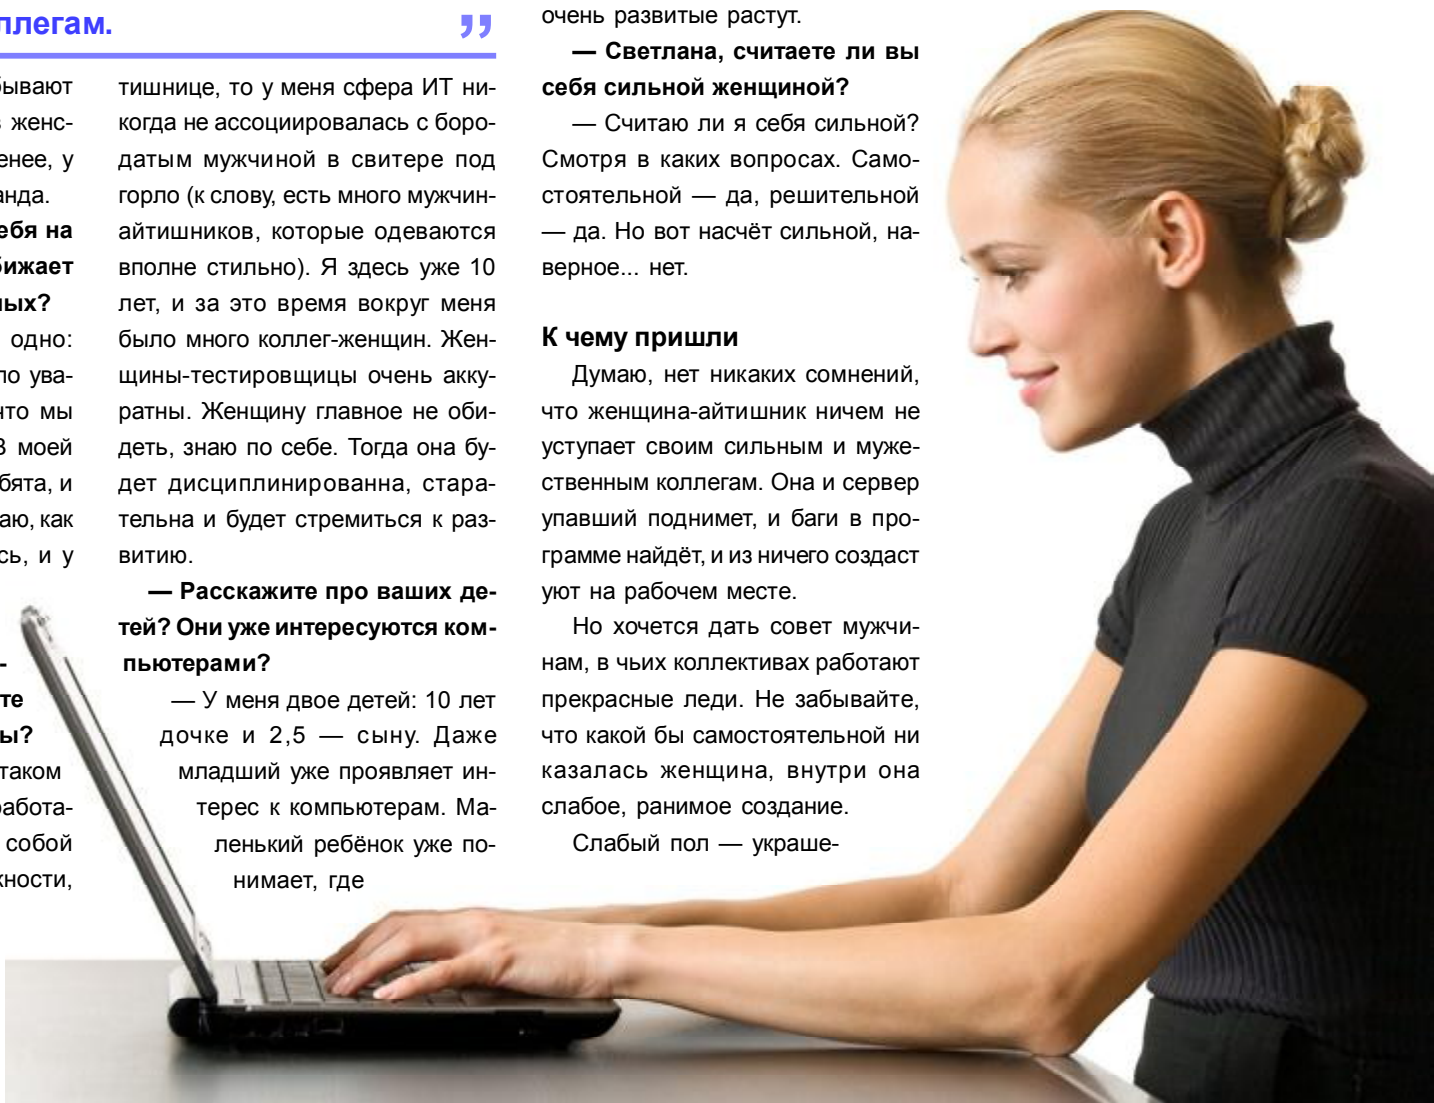 ллегам.
”
ывают
женс-
енее, у
анда.
ебя на
ижает
ных?
одно:
ло ува-
что мы
В моей
бята, и
аю, как
сь, и у
-
те
ы?
таком
работа-
собой
жности,
тишнице, то у меня сфера ИТ ни-
когда не ассоциировалась с боро-
датым мужчиной в свитере под
горло (к слову, есть много мужчин-
айтишников, которые одеваются
вполне стильно). Я здесь уже 10
лет, и за это время вокруг меня
было много коллег-женщин. Жен-
щины-тестировщицы очень акку-
ратны. Женщину главное не оби-
деть, знаю по себе. Тогда она бу-
дет дисциплинированна, стара-
тельна и будет стремиться к раз-
витию.
— Расскажите про ваших де-
тей? Они уже интересуются ком-
пьютерами?
— У меня двое детей: 10 лет
дочке и 2,5 — сыну. Даже
младший уже проявляет ин-
терес к компьютерам. Ма-
ленький ребёнок уже по-
нимает, где
очень развитые растут.
— Светлана, считаете ли вы
себя сильной женщиной?
— Считаю ли я себя сильной?
Смотря в каких вопросах. Само-
стоятельной — да, решительной
— да. Но вот насчёт сильной, на-
верное... нет.
К чему пришли
Думаю, нет никаких сомнений,
что женщина-айтишник ничем не
уступает своим сильным и муже-
ственным коллегам. Она и сервер
упавший поднимет, и баги в про-
грамме найдёт, и из ничего создаст
уют на рабочем месте.
Но хочется дать совет мужчи-
нам, в чьих коллективах работают
прекрасные леди. Не забывайте,
что какой бы самостоятельной ни
казалась женщина, внутри она
слабое, ранимое создание.
Слабый пол — украше-